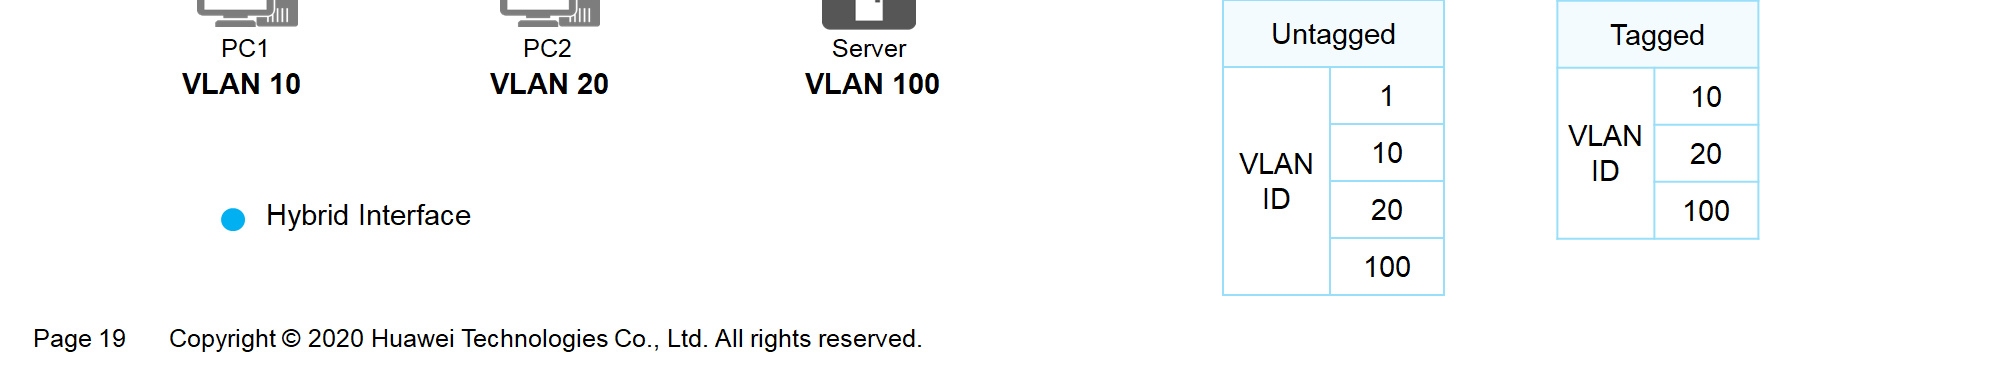 PC1
VLAN 10
PC2
VLAN 20
Server
VLAN 100
Hybrid Interface
Untagged
VLAN
ID
1
10
20
100
Tagged
VLAN
ID
10
20
100
Page 19
Copyright © 2020 Huawei Technologies Co., Ltd. All rights reserved.